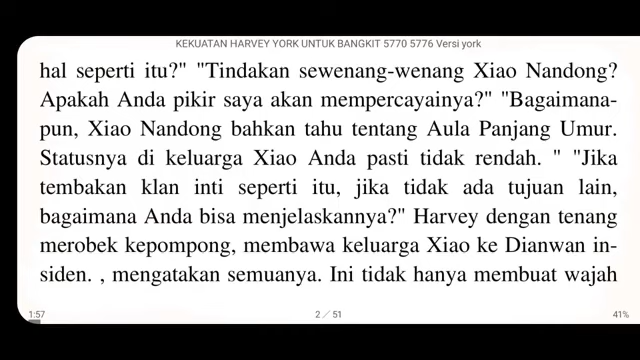 KEKUATAN HARVEY YORK UNTUK BANGKIT 5770 5776 Versi york
hal seperti itu?" "Tindakan sewenang-wenang Xiao Nandong?
Apakah Anda pikir saya akan mempercayainya?" "Bagaimana-
pun, Xiao Nandong bahkan tahu tentang Aula Panjang Umur.
Statusnya di keluarga Xiao Anda pasti tidak rendah. " "Jika
tembakan klan inti seperti itu, jika tidak ada tujuan lain,
bagaimana Anda bisa menjelaskannya?" Harvey dengan tenang
merobek kepompong, membawa keluarga Xiao ke Dianwan in-
siden. , mengatakan semuanya. Ini tidak hanya membuat wajah
1:57 2 / 51 41%